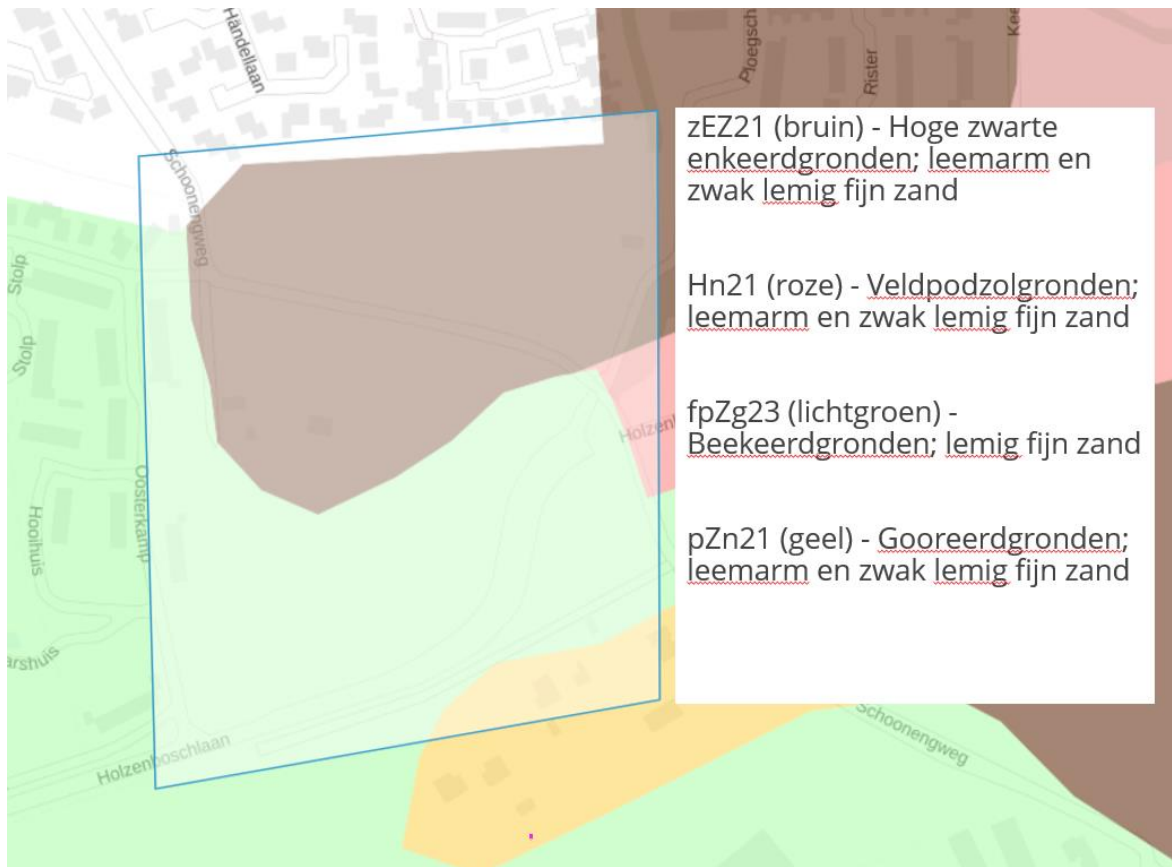 Händellaan
Ploegsch
Rister
Kee
Schoonengweg
Stolp
Stolp
Hooihuis
arshuis
Oosterkamp
Holzenboschlaan
Holzenb
Schoonengweg
zEZ21 (bruin) - Hoge zwarte
enkeerdgronden; leemarm en
zwak lemig fijn zand
Hn21 (roze) - Veldpodzolgronden;
leemarm en zwak lemig fijn zand
fpZg23 (lichtgroen) -
Beekeerdgronden; lemig fijn zand
pZn21 (geel) - Gooreerdgronden;
leemarm en zwak lemig fijn zand